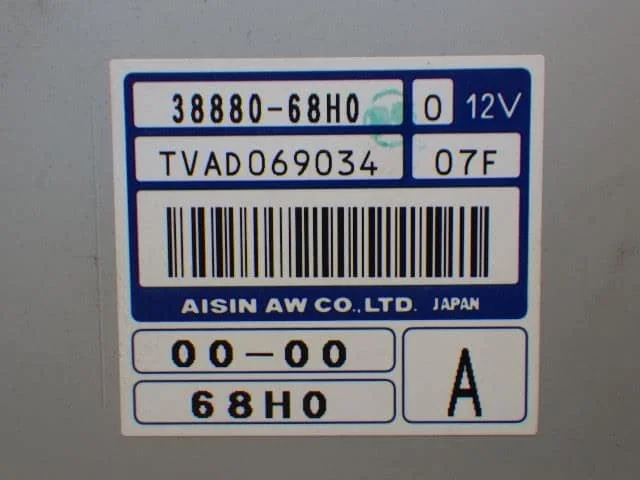 38880-68H0 0 12V
TVAD069034 07F
AISIN AW CO.,LTD. JAPAN
00-00
68H0
A